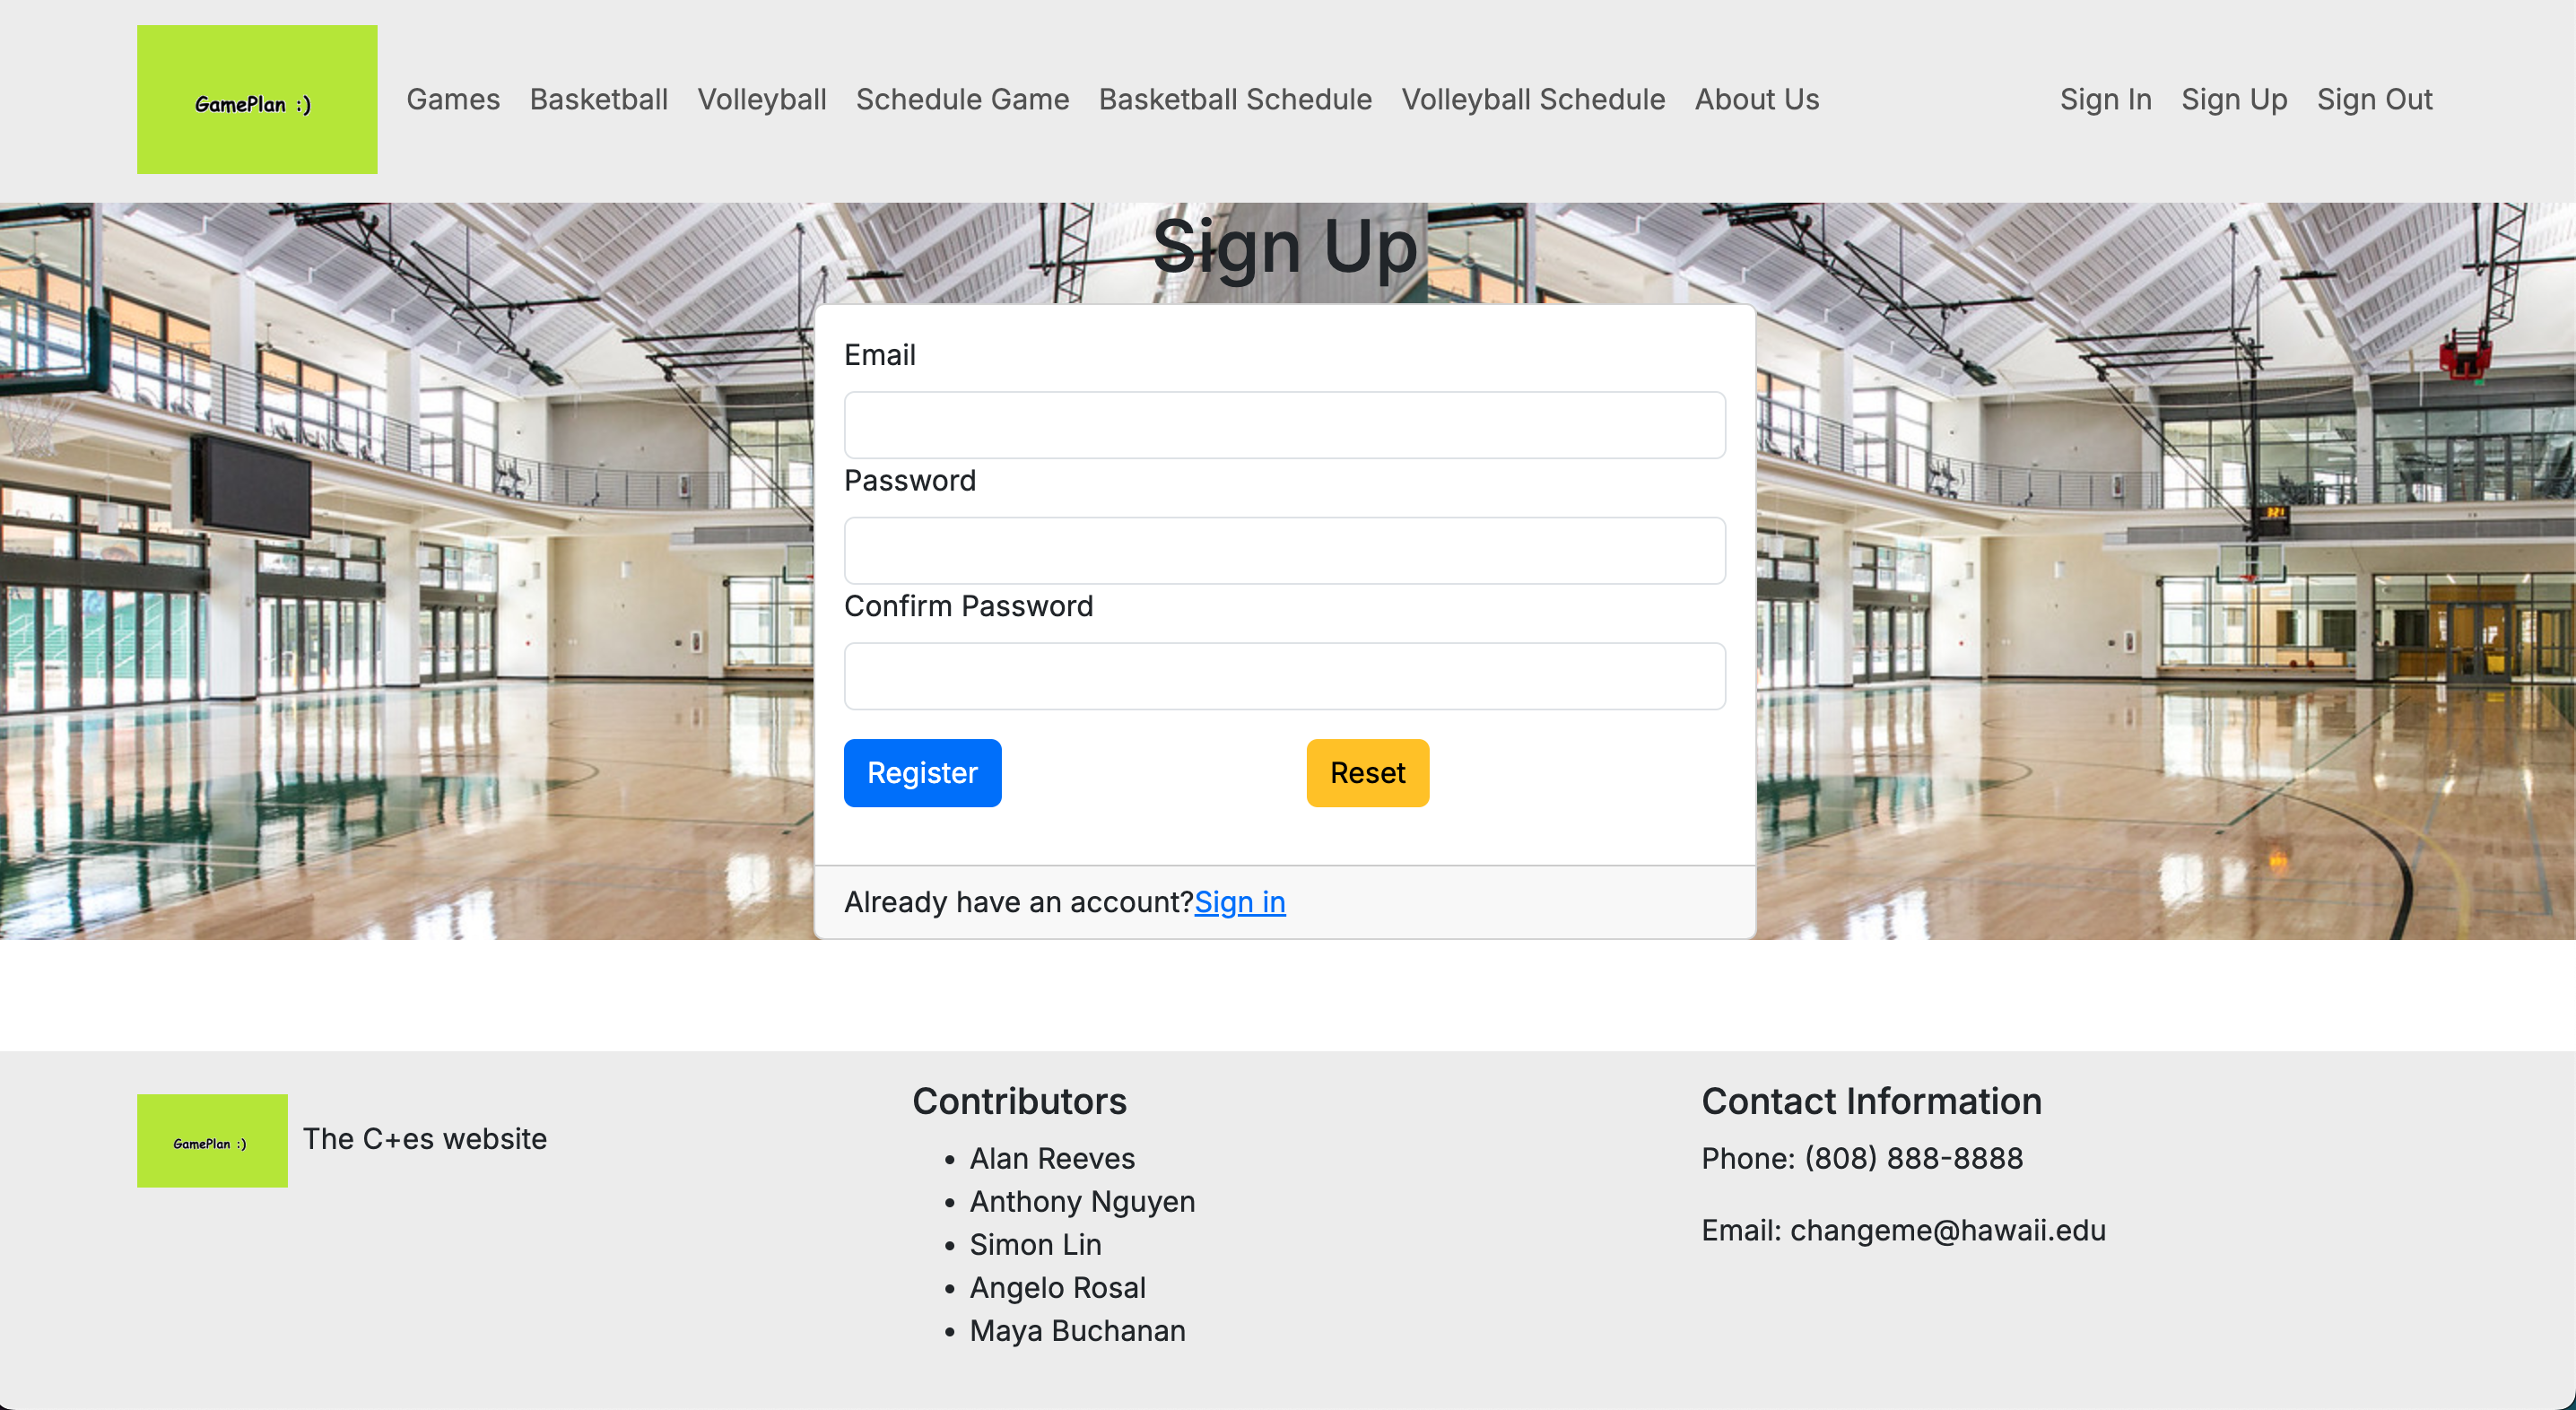 GamePlan :)
Games Basketball Volleyball Schedule Game Basketball Schedule Volleyball Schedule About Us Sign In Sign Up Sign Out
Sign Up
Email
Password
Confirm Password
Register Reset
Already have an account?Sign in
GamePlan :)
The C+es website
Contributors
Alan Reeves
Anthony Nguyen
Simon Lin
Angelo Rosal
Maya Buchanan
Contact Information
Phone: (808) 888-8888
Email: changeme@hawaii.edu